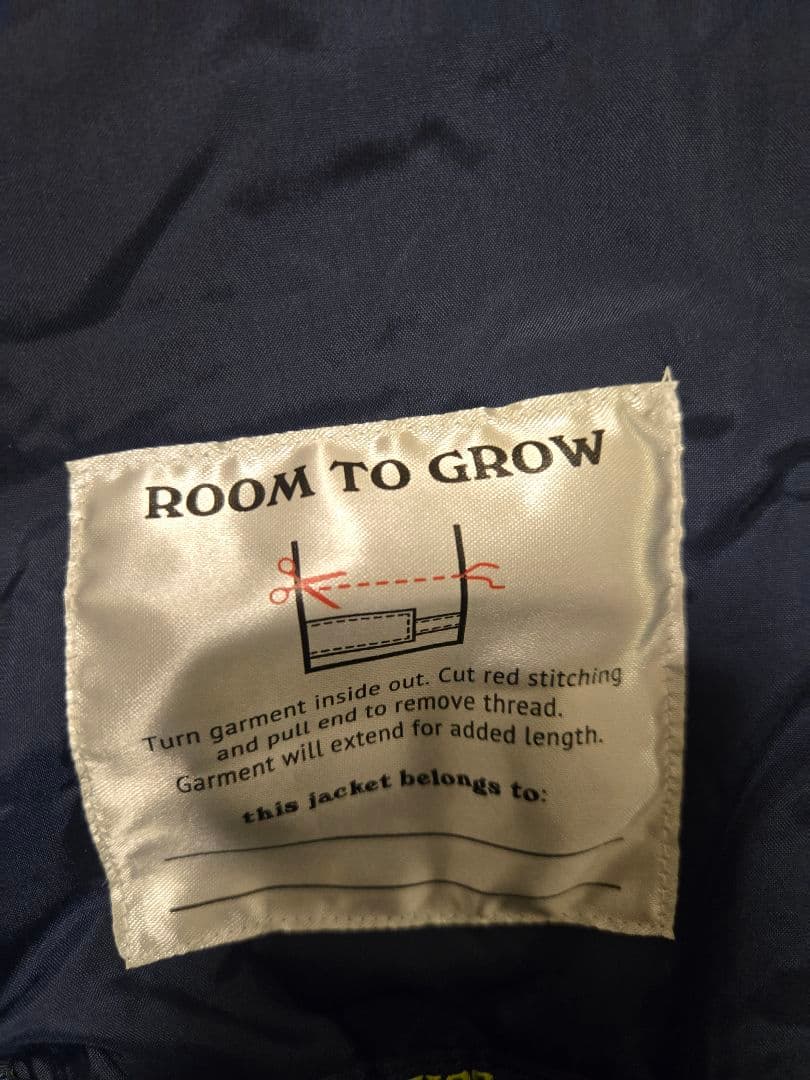 ROOM TO GROW
Turn garment inside out. Cut red stitching
and pull end to remove thread.
Garment will extend for added length.
this jacket belongs to: